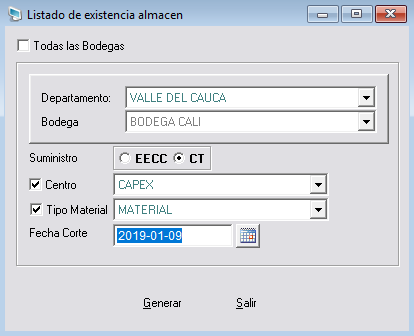 Listado de existencia almacen
Todas las Bodegas
Departamento: VALLE DEL CAUCA
Bodega BODEGA CALI
Suministro EECC CT
Centro CAPEX
Tipo Material MATERIAL
Fecha Corte 2019-01-09
Generar Salir